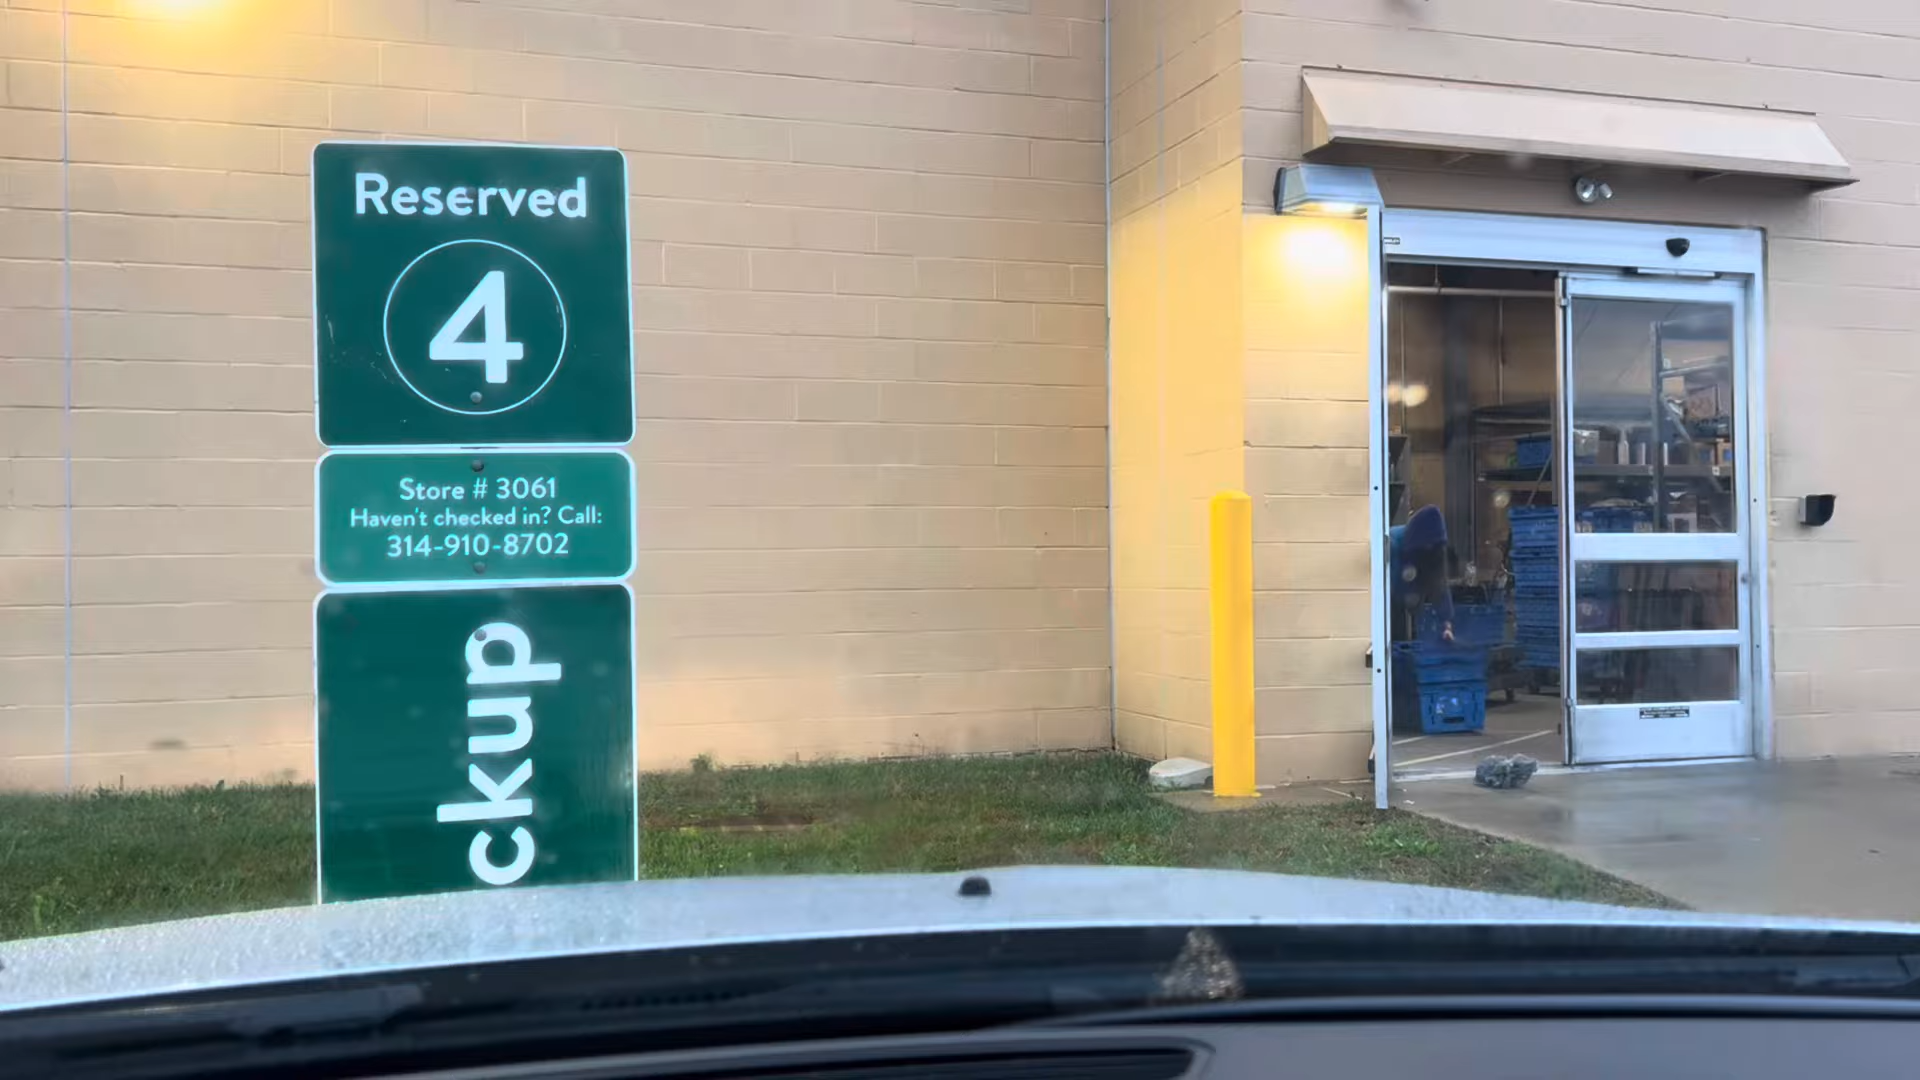 Reserved
4
Store # 3061
Haven't checked in? Call:
314-910-8702
ckup